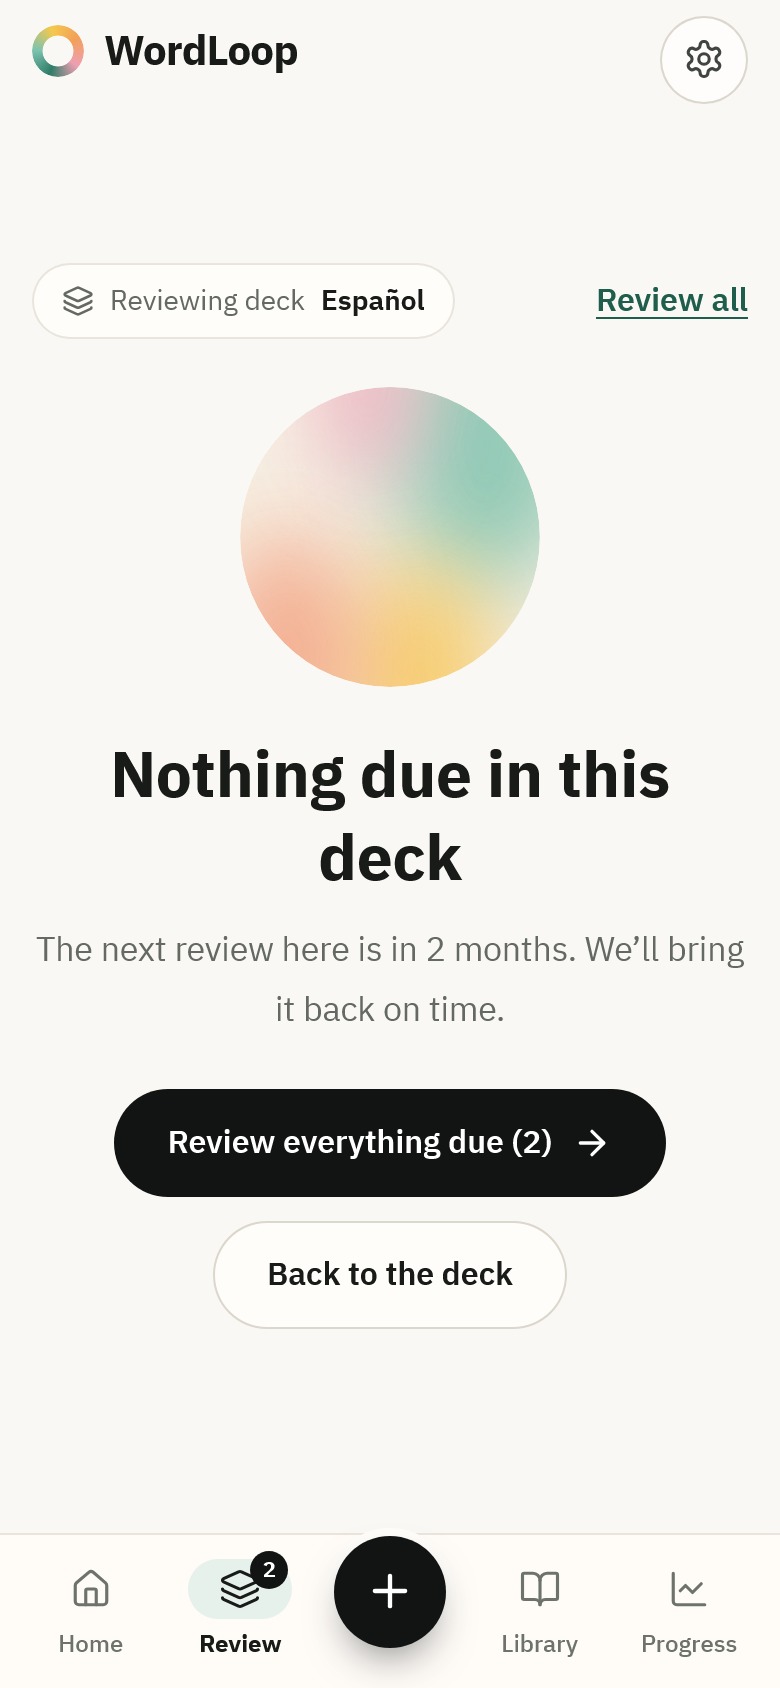 WordLoop
Reviewing deck Español
Review all
Nothing due in this
deck
The next review here is in 2 months. We’ll bring
it back on time.
Review everything due (2)
Back to the deck
2
Home
Review
Library
Progress